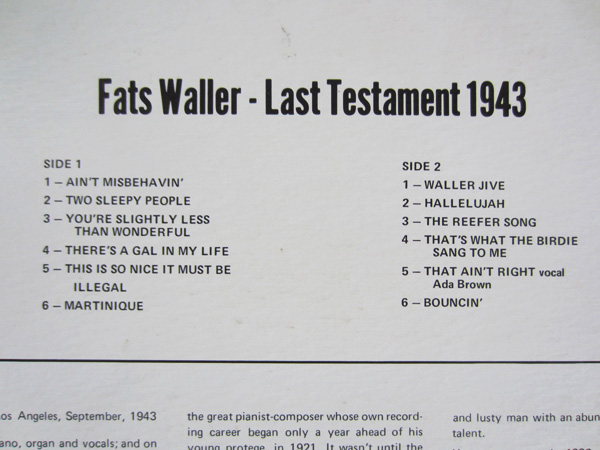 Fats Waller - Last Testament 1943
SIDE 1
1 – AIN'T MISBEHAVIN'
2 – TWO SLEEPY PEOPLE
3 – YOU'RE SLIGHTLY LESS
THAN WONDERFUL
4 – THERE'S A GAL IN MY LIFE
5 – THIS IS SO NICE IT MUST BE
ILLEGAL
6 – MARTINIQUE
SIDE 2
1 – WALLER JIVE
2 – HALLELUJAH
3 – THE REEFER SONG
4 – THAT'S WHAT THE BIRDIE
SANG TO ME
5 – THAT AIN'T RIGHT vocal
Ada Brown
6 – BOUNCIN'
os Angeles, September, 1943
ano, organ and vocals; and on
the great pianist-composer whose own record-
ing career began only a year ahead of his
young protege, in 1921. It wasn't until the
and lusty man with an abun
talent.